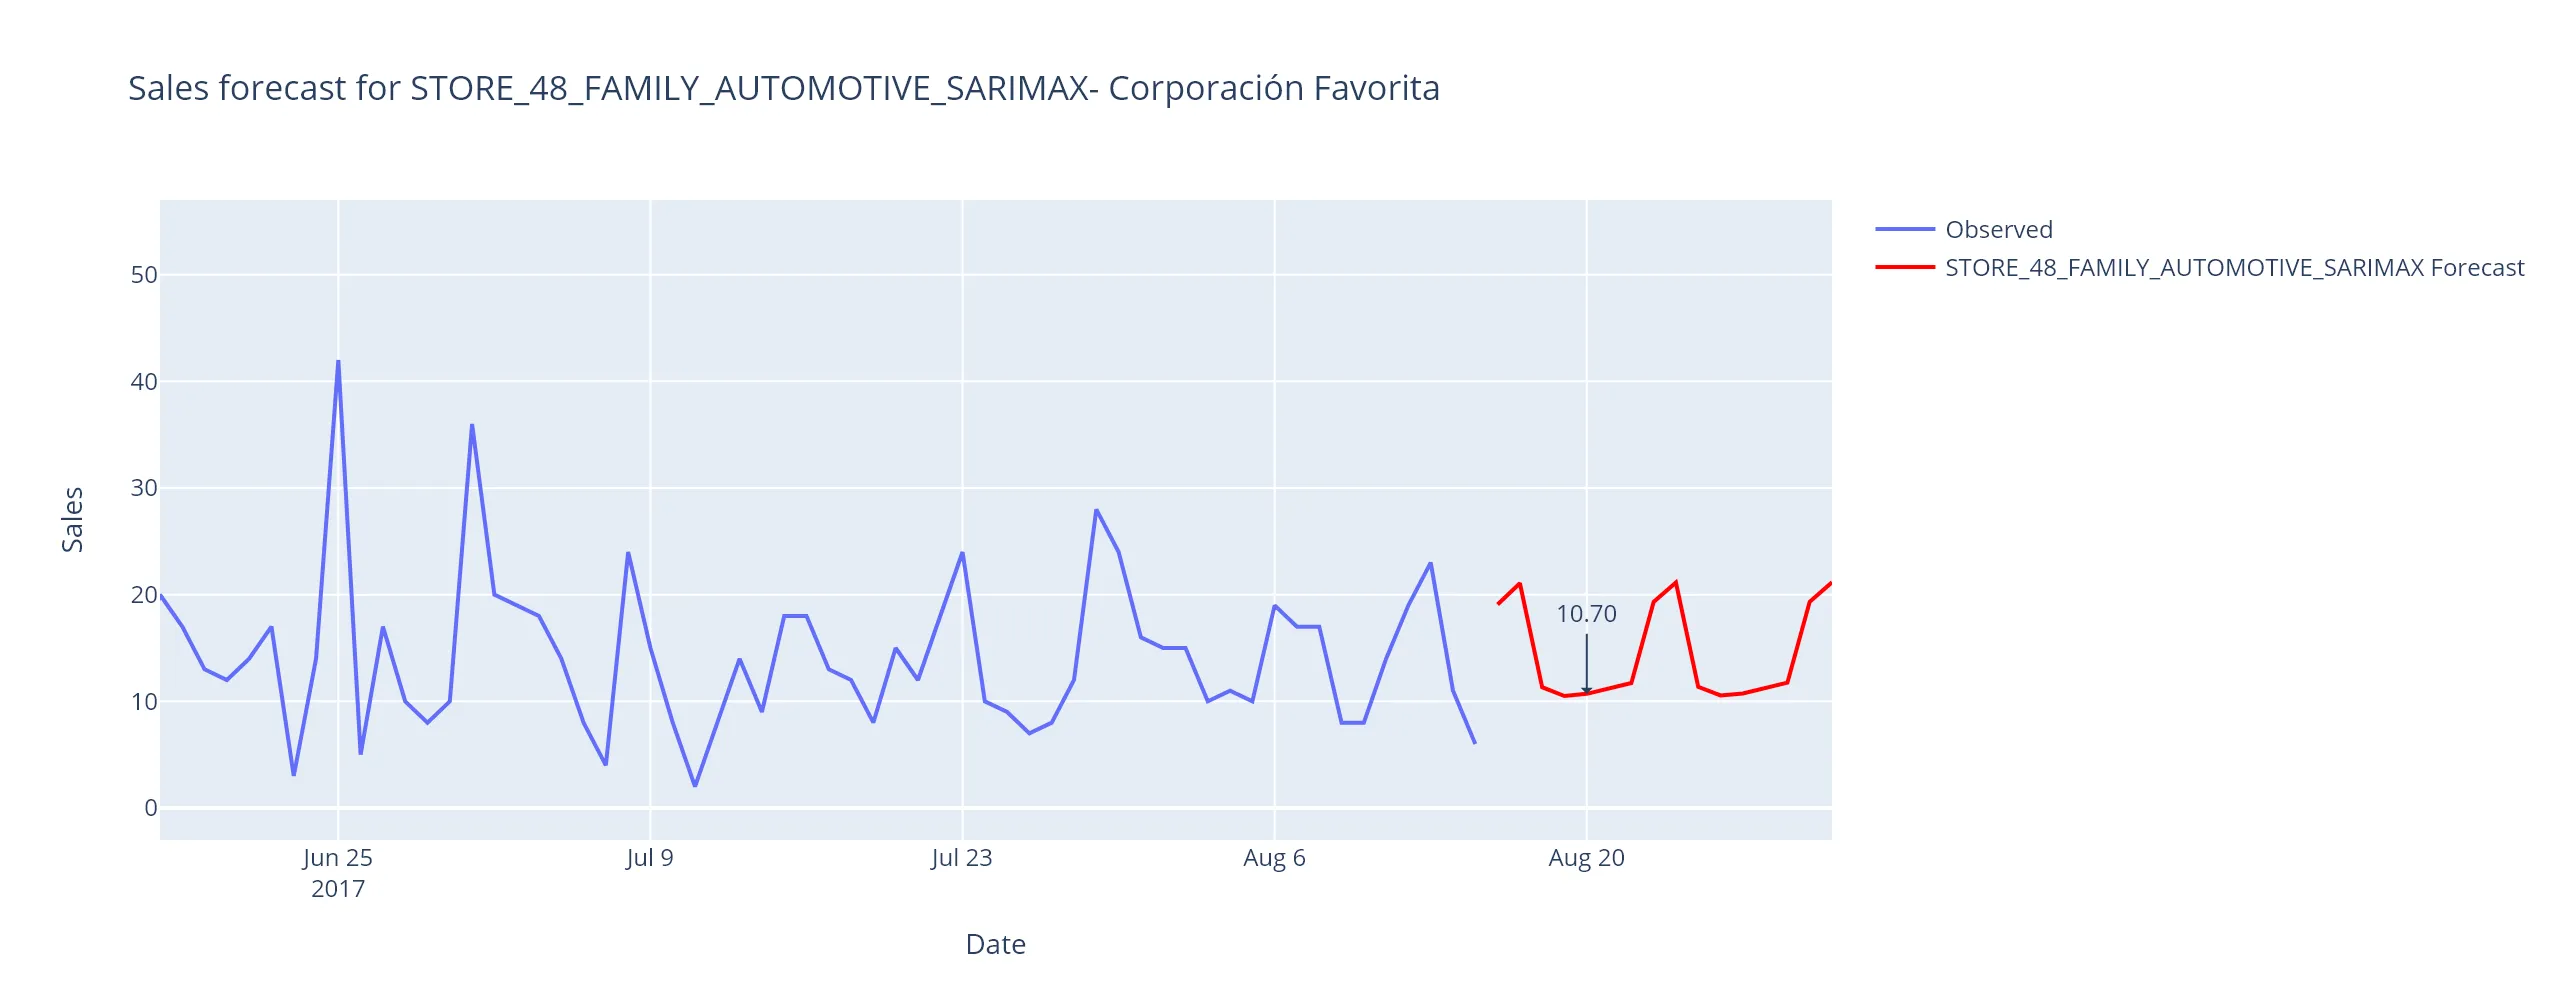 Sales forecast for STORE_48_FAMILY_AUTOMOTIVE_SARIMAX- Corporación Favorita
Observed
STORE_48_FAMILY_AUTOMOTIVE_SARIMAX Forecast
50
40
30
20
10
0
Sales
10.70
Jun 25
2017
Jul 9
Jul 23
Aug 6
Aug 20
Date